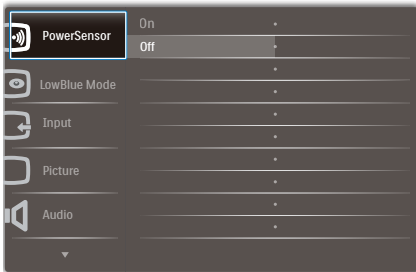 PowerSensor
On
Off
LowBlue Mode
Input
Picture
Audio